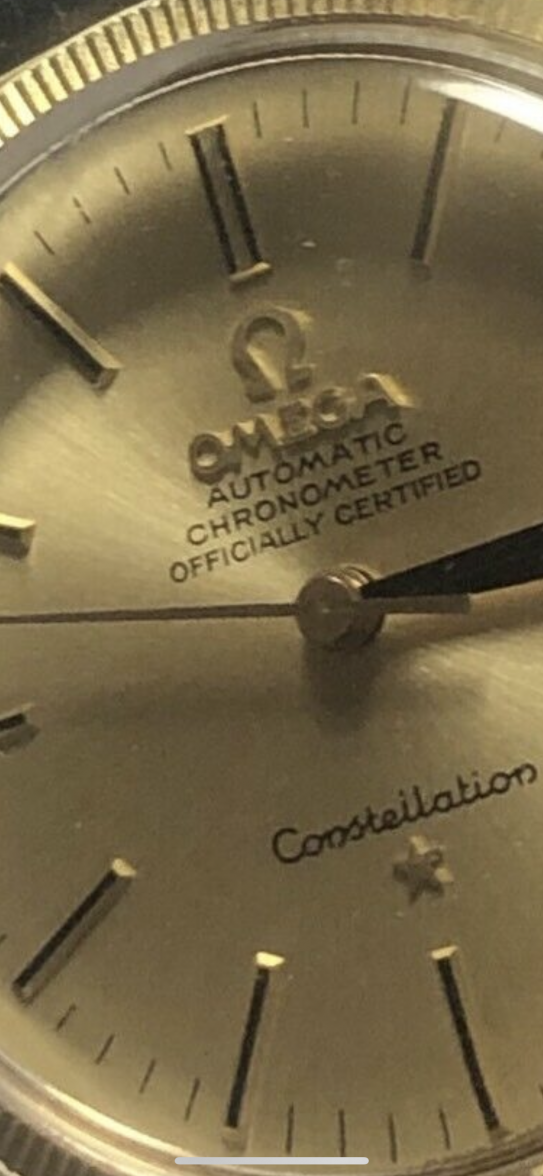 OMEGA
AUTOMATIC
CHRONOMETER
OFFICIALLY CERTIFIED
Constellation